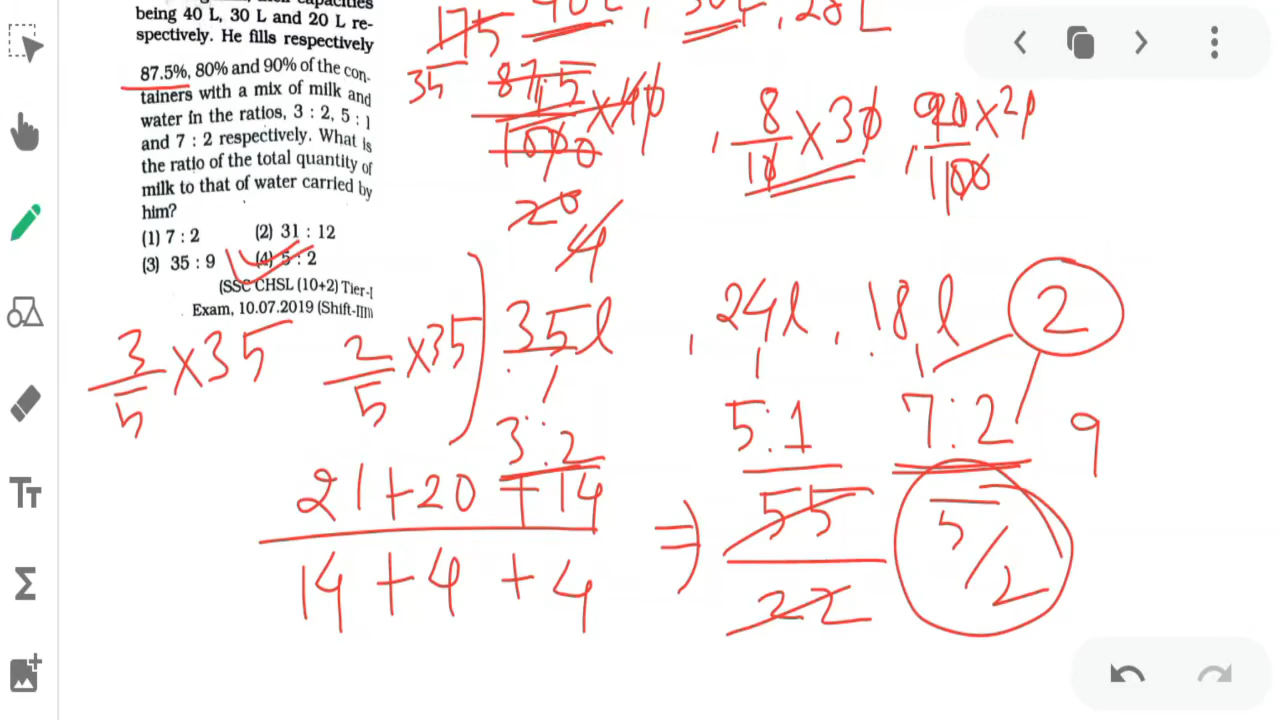 being 40 L, 30 L and 20 L re-
spectively. He fills respectively
87.5%, 80% and 90% of the con-
tainers with a mix of milk and
water in the ratios, 3 : 2, 5 : 1
and 7 : 2 respectively. What is
the ratio of the total quantity of
milk to that of water carried by
him?
(1) 7 : 2 (2) 31 : 12
(3) 35 : 9 (4) 5 : 2
(SSC CHSL (10+2) Tier-I
Exam, 10.07.2019 (Shift-III)
175
35
87.5/1000 × 40
, 8/10 × 30
, 90/100 × 20
20
4
3/5 × 35 2/5 × 35 ) 35l , 24l , 18l 2
3:2 5:1 7:2 9
21+20+14
14+4+4
⇒ 55/22 5/2
Tт
Σ